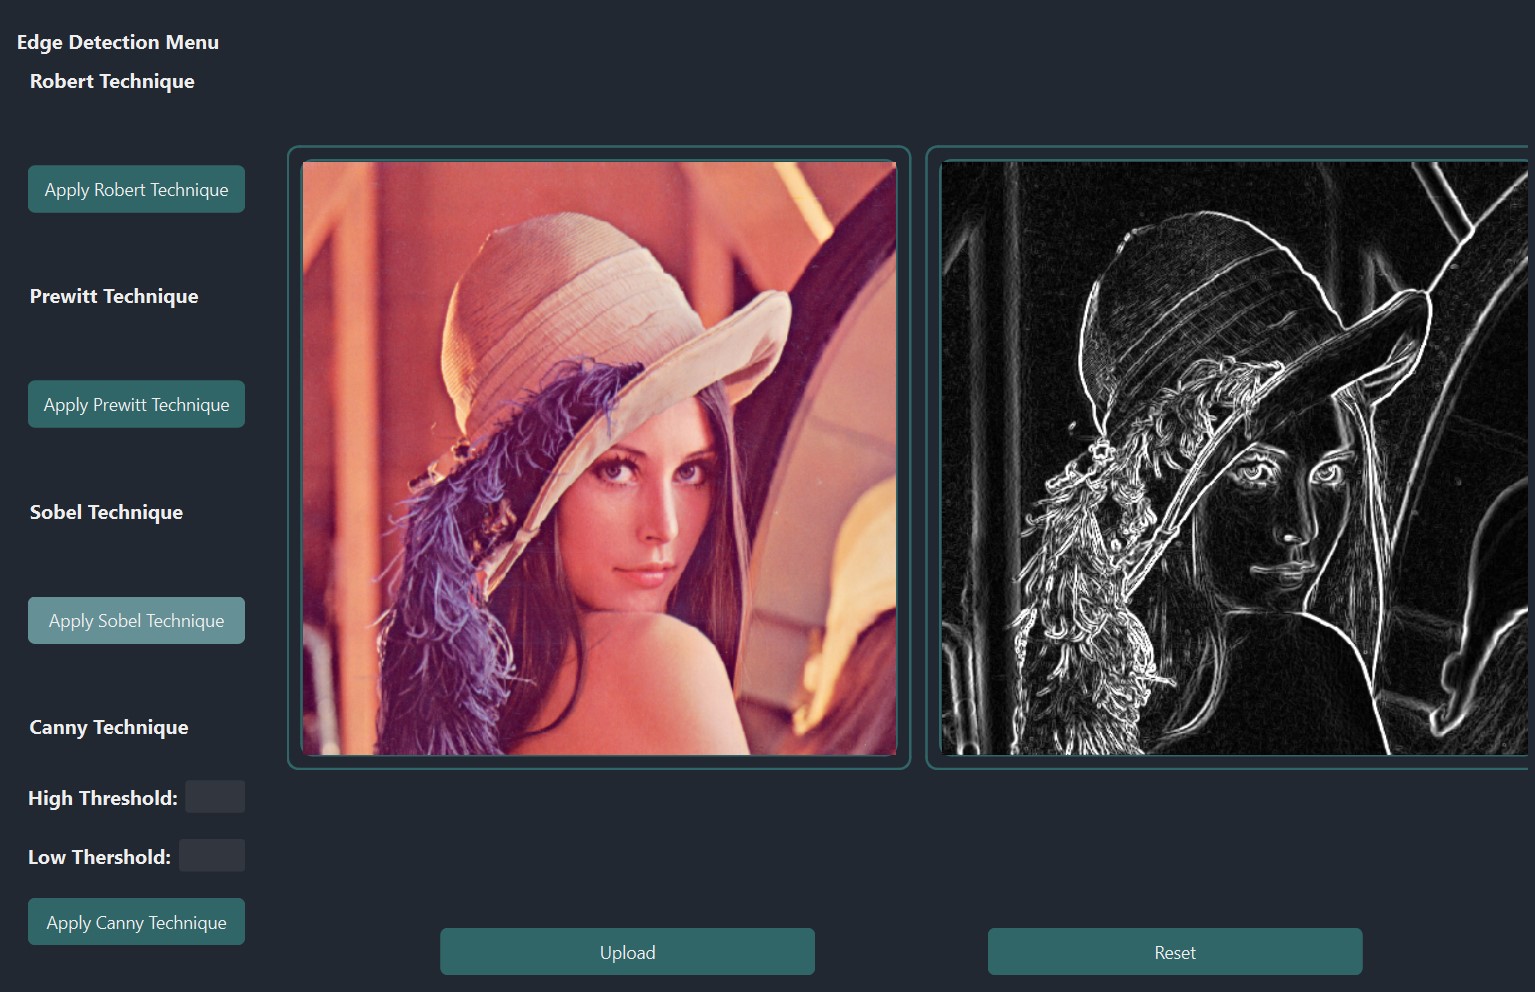 Edge Detection Menu
Robert Technique
Apply Robert Technique
Prewitt Technique
Apply Prewitt Technique
Sobel Technique
Apply Sobel Technique
Canny Technique
High Threshold:
Low Thershold:
Apply Canny Technique
Upload
Reset